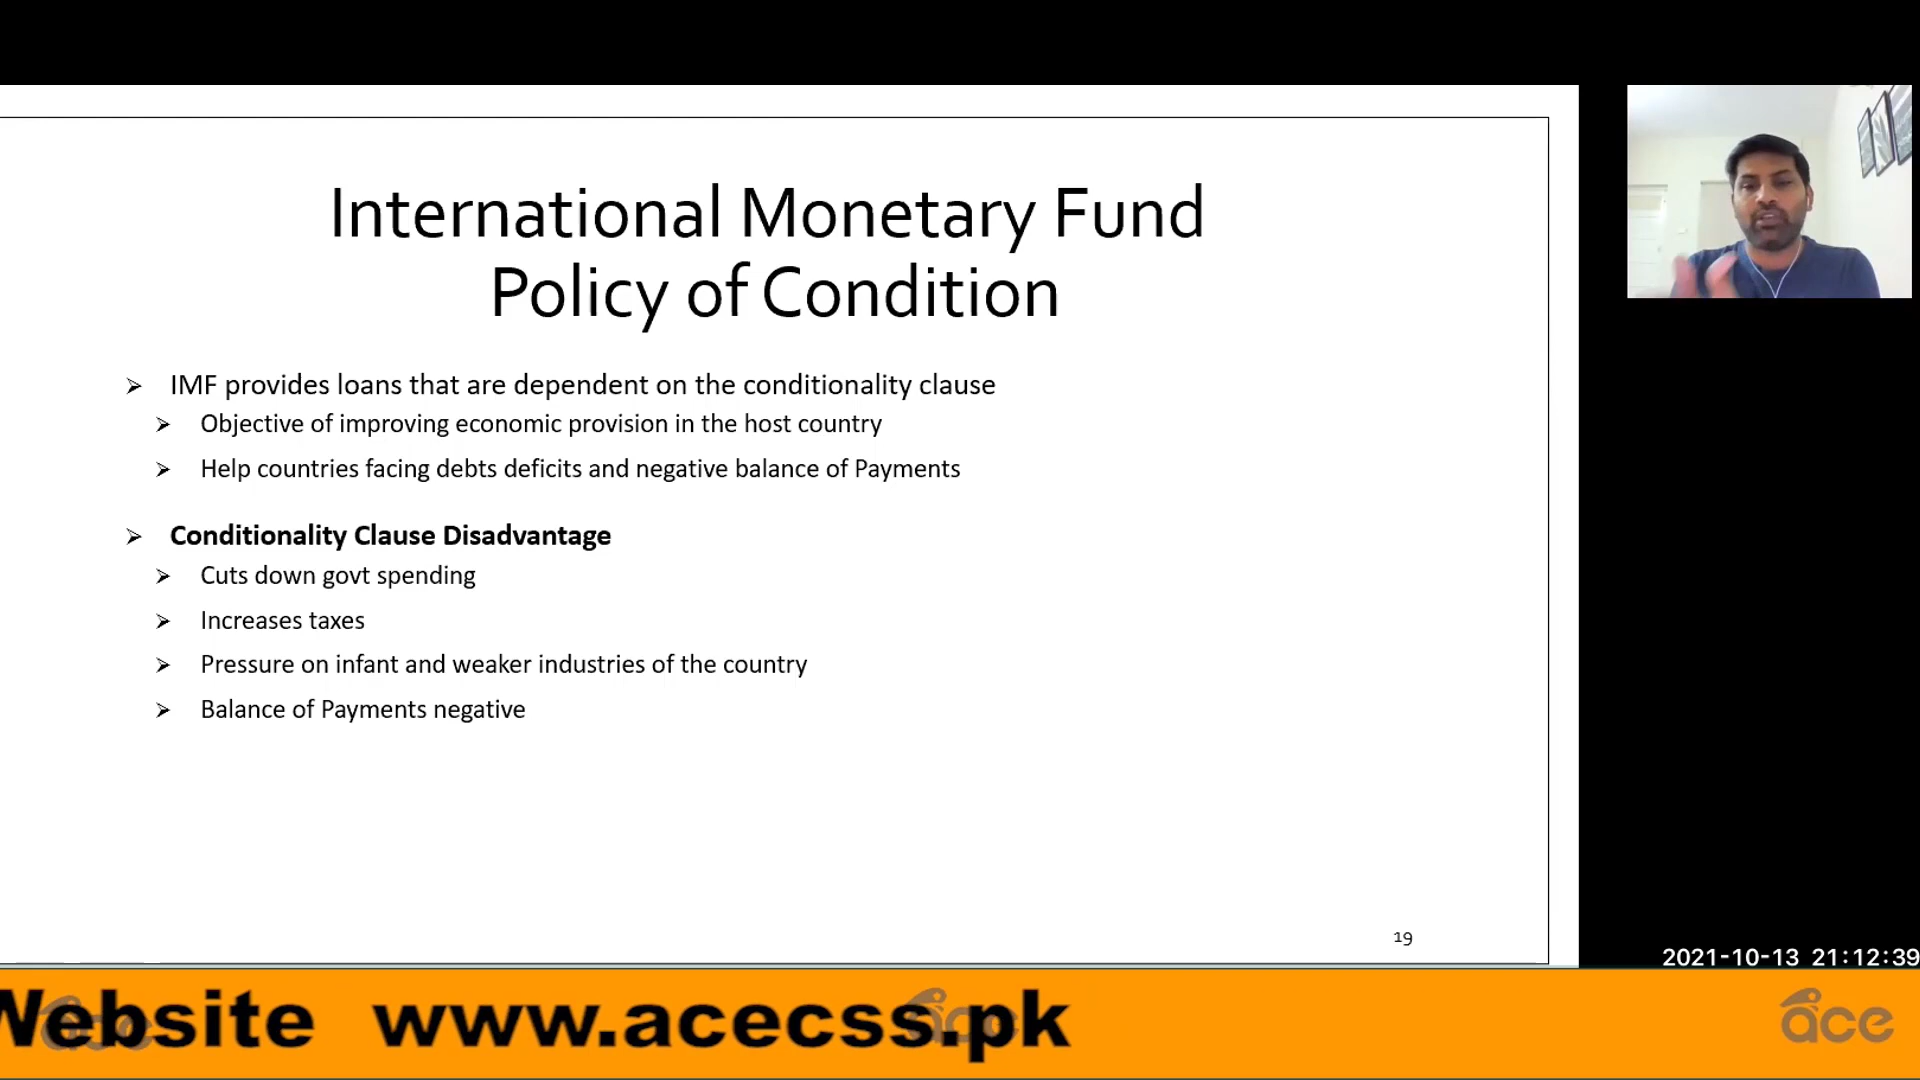 International Monetary Fund
Policy of Condition
➢ IMF provides loans that are dependent on the conditionality clause
➢ Objective of improving economic provision in the host country
➢ Help countries facing debts deficits and negative balance of Payments
➢ Conditionality Clause Disadvantage
➢ Cuts down govt spending
➢ Increases taxes
➢ Pressure on infant and weaker industries of the country
➢ Balance of Payments negative
19
2021-10-13 21:12:39
Website www.acecss.pk
ace
ace
ace